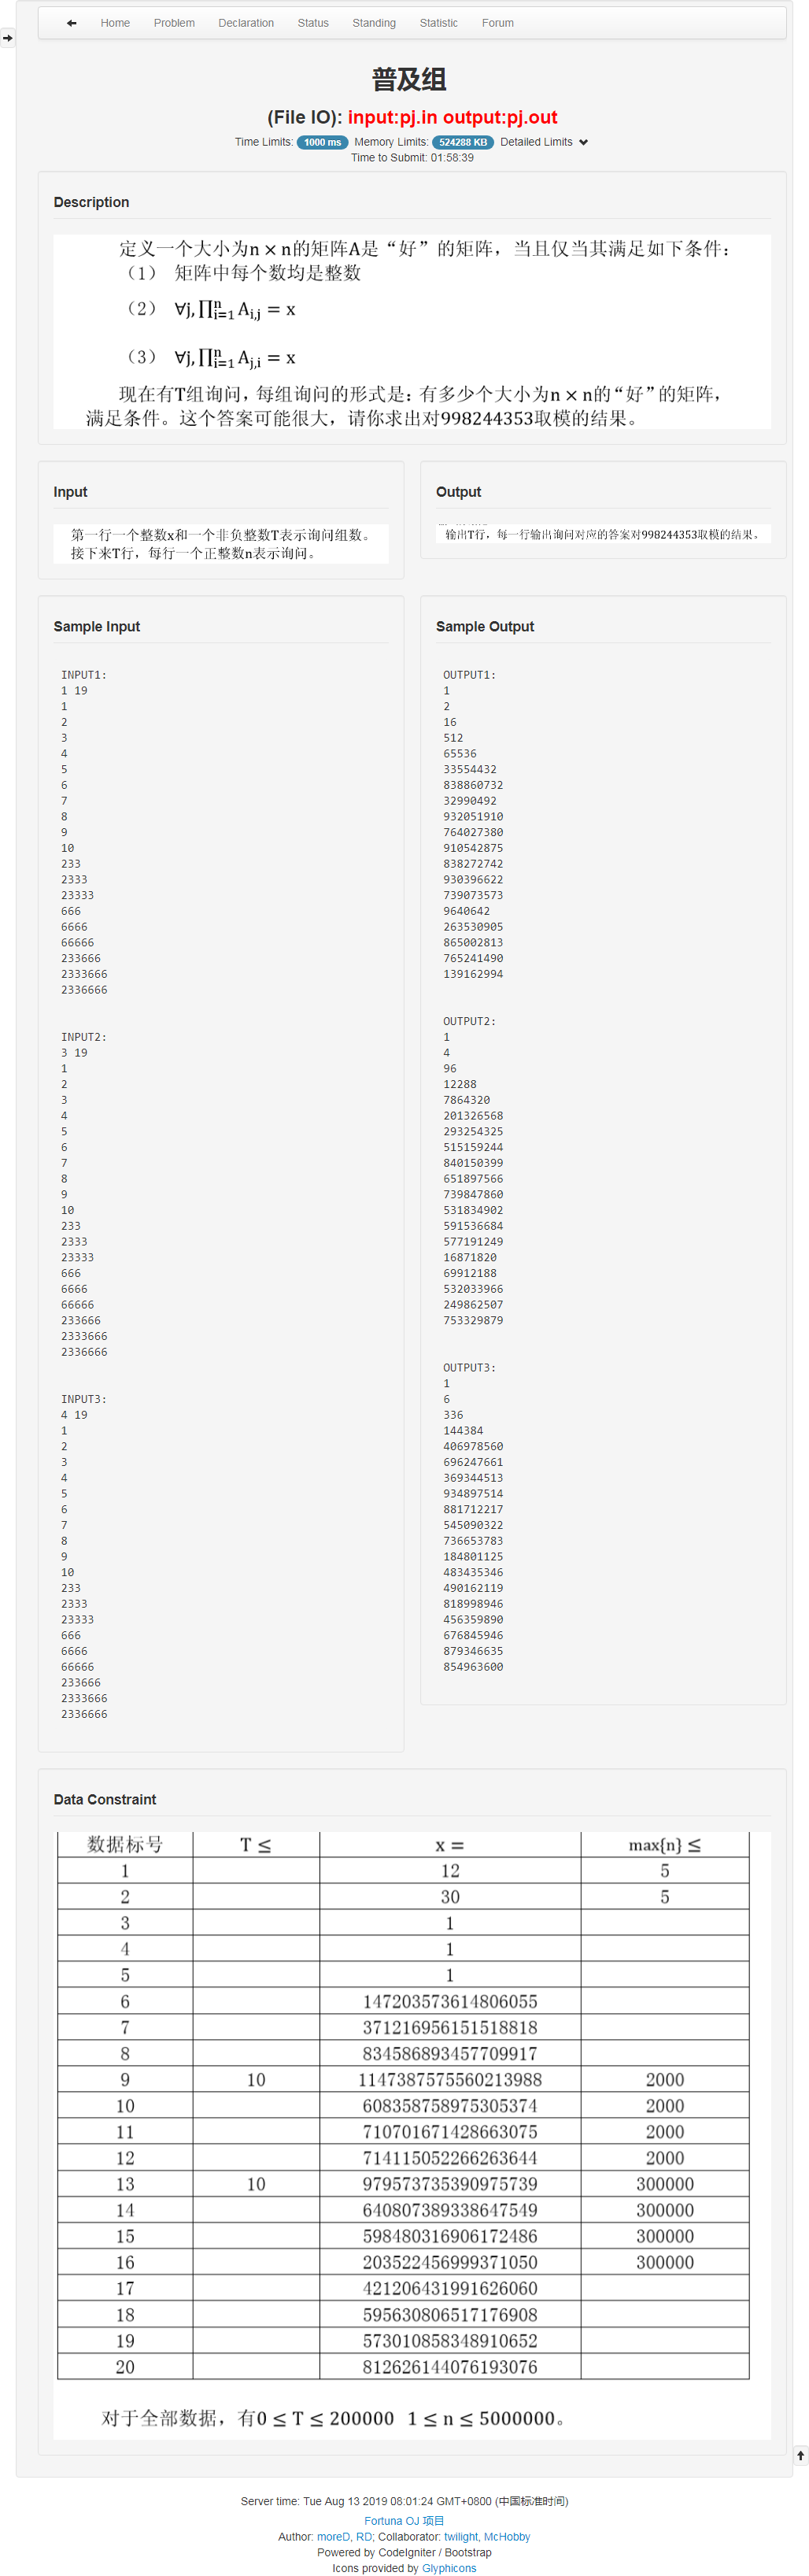 Home Problem Declaration Status Standing Statistic Forum
普及组
(File IO): input:pj.in output:pj.out
Time Limits: 1000 ms Memory Limits: 524288 KB Detailed Limits
Time to Submit: 01:58:39
Description
定义一个大小为n × n的矩阵A是“好”的矩阵，当且仅当其满足如下条件：
（1） 矩阵中每个数均是整数
（2） ∀j, ∏ⁿᵢ₌₁ Aᵢ,ⱼ = x
（3） ∀j, ∏ⁿᵢ₌₁ Aⱼ,ᵢ = x
现在有T组询问，每组询问的形式是：有多少个大小为n × n的“好”的矩阵，
满足条件。这个答案可能很大，请你求出对998244353取模的结果。
Input
第一行一个整数x和一个非负整数T表示询问组数。
接下来T行，每行一个正整数n表示询问。
Output
输出T行，每一行输出询问对应的答案对998244353取模的结果。
Sample Input
INPUT1:
1 19
1
2
3
4
5
6
7
8
9
10
233
2333
23333
666
6666
66666
233666
2333666
2336666
INPUT2:
3 19
1
2
3
4
5
6
7
8
9
10
233
2333
23333
666
6666
66666
233666
2333666
2336666
INPUT3:
4 19
1
2
3
4
5
6
7
8
9
10
233
2333
23333
666
6666
66666
233666
2333666
2336666
Sample Output
OUTPUT1:
1
2
16
512
65536
33554432
838860732
32990492
932051910
764027380
910542875
838272742
930396622
739073573
9640642
263530905
865002813
765241490
139162994
OUTPUT2:
1
4
96
12288
7864320
201326568
293254325
515159244
840150399
651897566
739847860
531834902
591536684
577191249
16871820
69912188
532033966
249862507
753329879
OUTPUT3:
1
6
336
144384
406978560
696247661
369344513
934897514
881712217
545090322
736653783
184801125
483435346
490162119
818998946
456359890
676845946
879346635
854963600
Data Constraint
数据标号 T ≤ x = max{n} ≤
1 12 5
2 30 5
3 1
4 1
5 1
6 147203573614806055
7 371216956151518818
8 834586893457709917
9 10 1147387575560213988 2000
10 608358758975305374 2000
11 710701671428663075 2000
12 714115052266263644 2000
13 10 979573735390975739 300000
14 640807389338647549 300000
15 598480316906172486 300000
16 203522456999371050 300000
17 421206431991626060
18 595630806517176908
19 573010858348910652
20 812626144076193076
对于全部数据，有0 ≤ T ≤ 200000 1 ≤ n ≤ 5000000。
Server time: Tue Aug 13 2019 08:01:24 GMT+0800 (中国标准时间)
Fortuna OJ 项目
Author: moreD, RD; Collaborator: twilight, McHobby
Powered by CodeIgniter / Bootstrap
Icons provided by Glyphicons